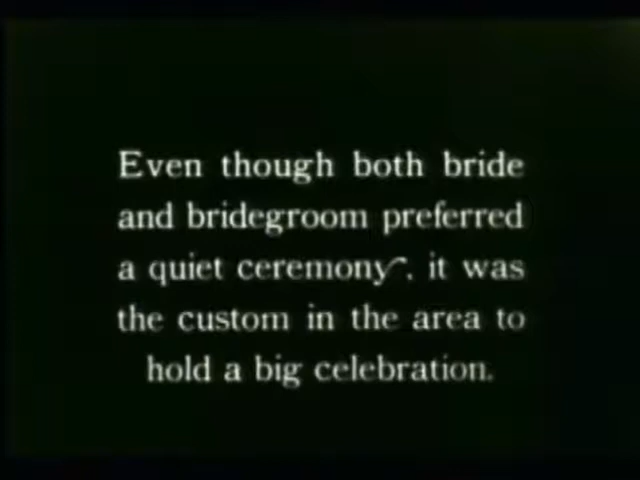 Even though both bride
and bridegroom preferred
a quiet ceremony, it was
the custom in the area to
hold a big celebration.